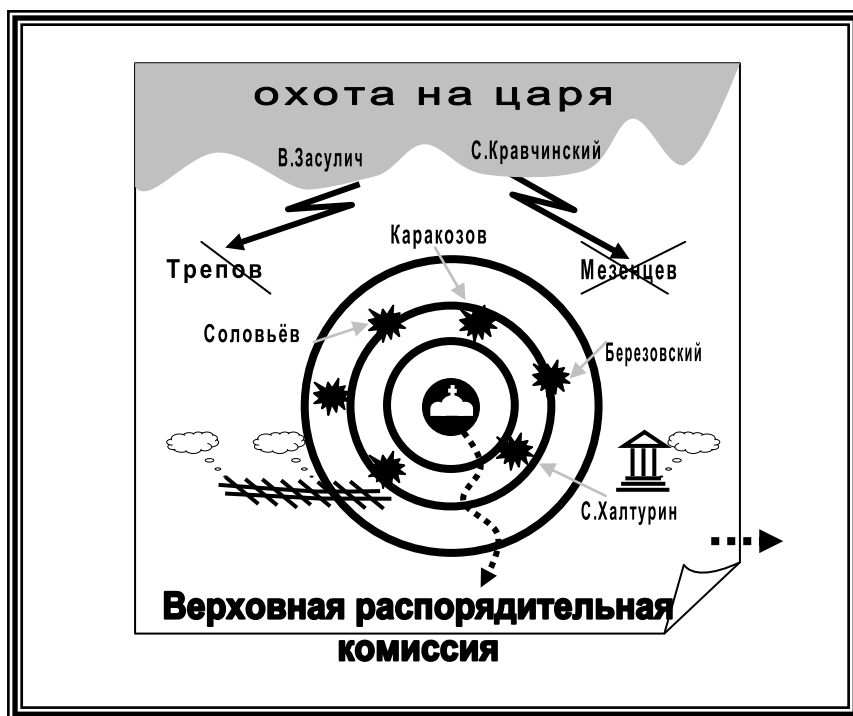 охота на царя
В.Засулич
С.Кравчинский
Каракозов
Трепов
Мезенцев
Соловьёв
Березовский
С.Халтурин
Верховная распорядительная
комиссия